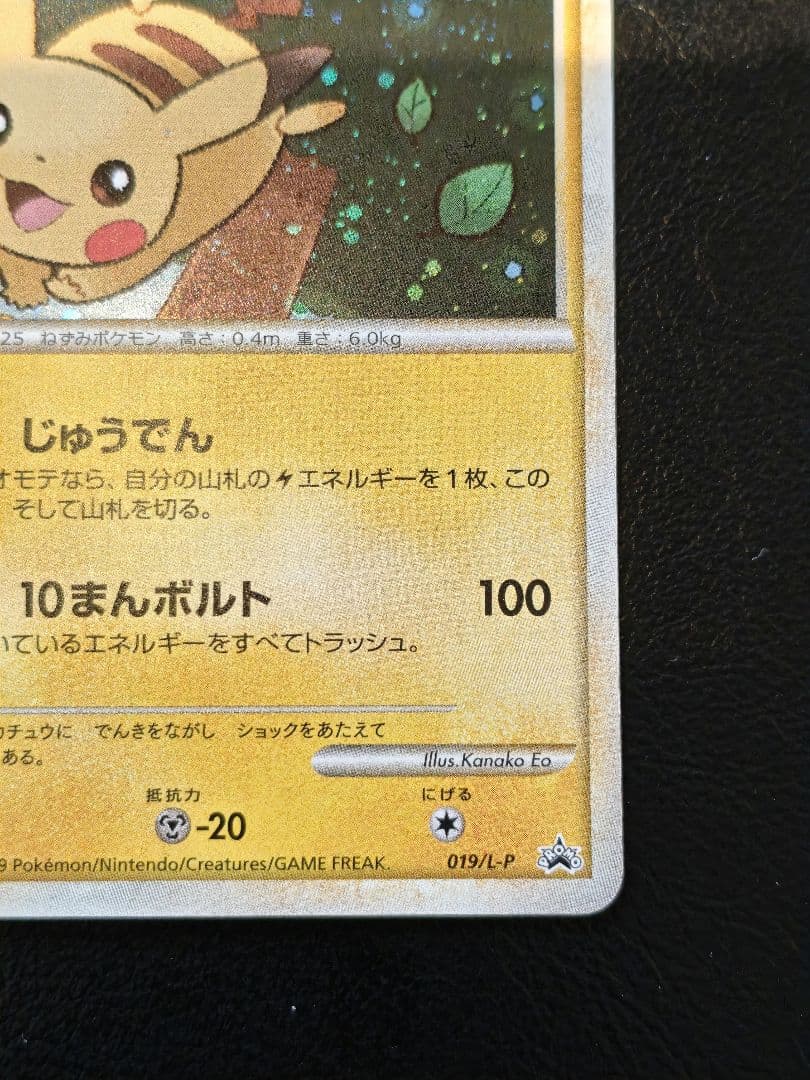 25 ねずみポケモン 高さ：0.4m 重さ：6.0kg
じゅうでん
オモテなら、自分の山札のエネルギーを1枚、この
そして山札を切る。
10まんボルト 100
いているエネルギーをすべてトラッシュ。
カチュウに でんきをながし ショックをあたえて
ある。
Illus.Kanako Eo
抵抗力 にげる
-20
9 Pokémon/Nintendo/Creatures/GAME FREAK. 019/L-P PROMO